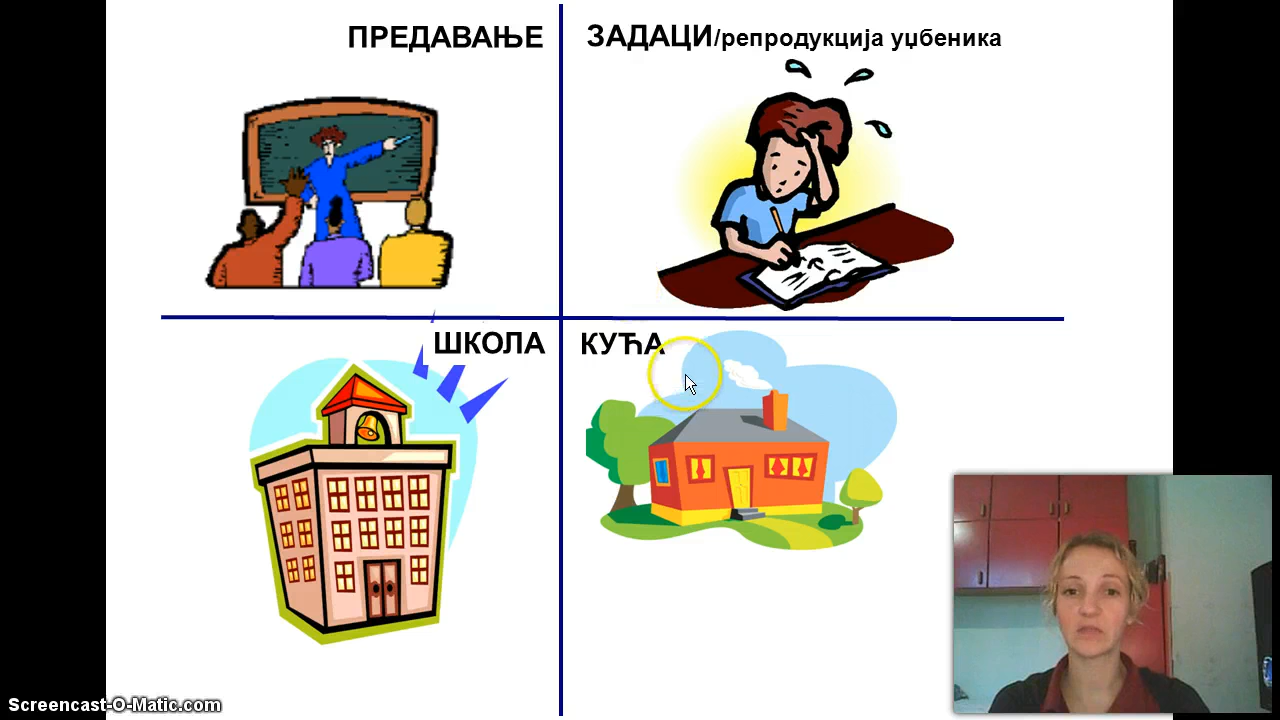 ПРЕДАВАЊЕ
ЗАДАЦИ/репродукција уџбеника
ШКОЛА
КУЋА
Screencast-O-Matic.com